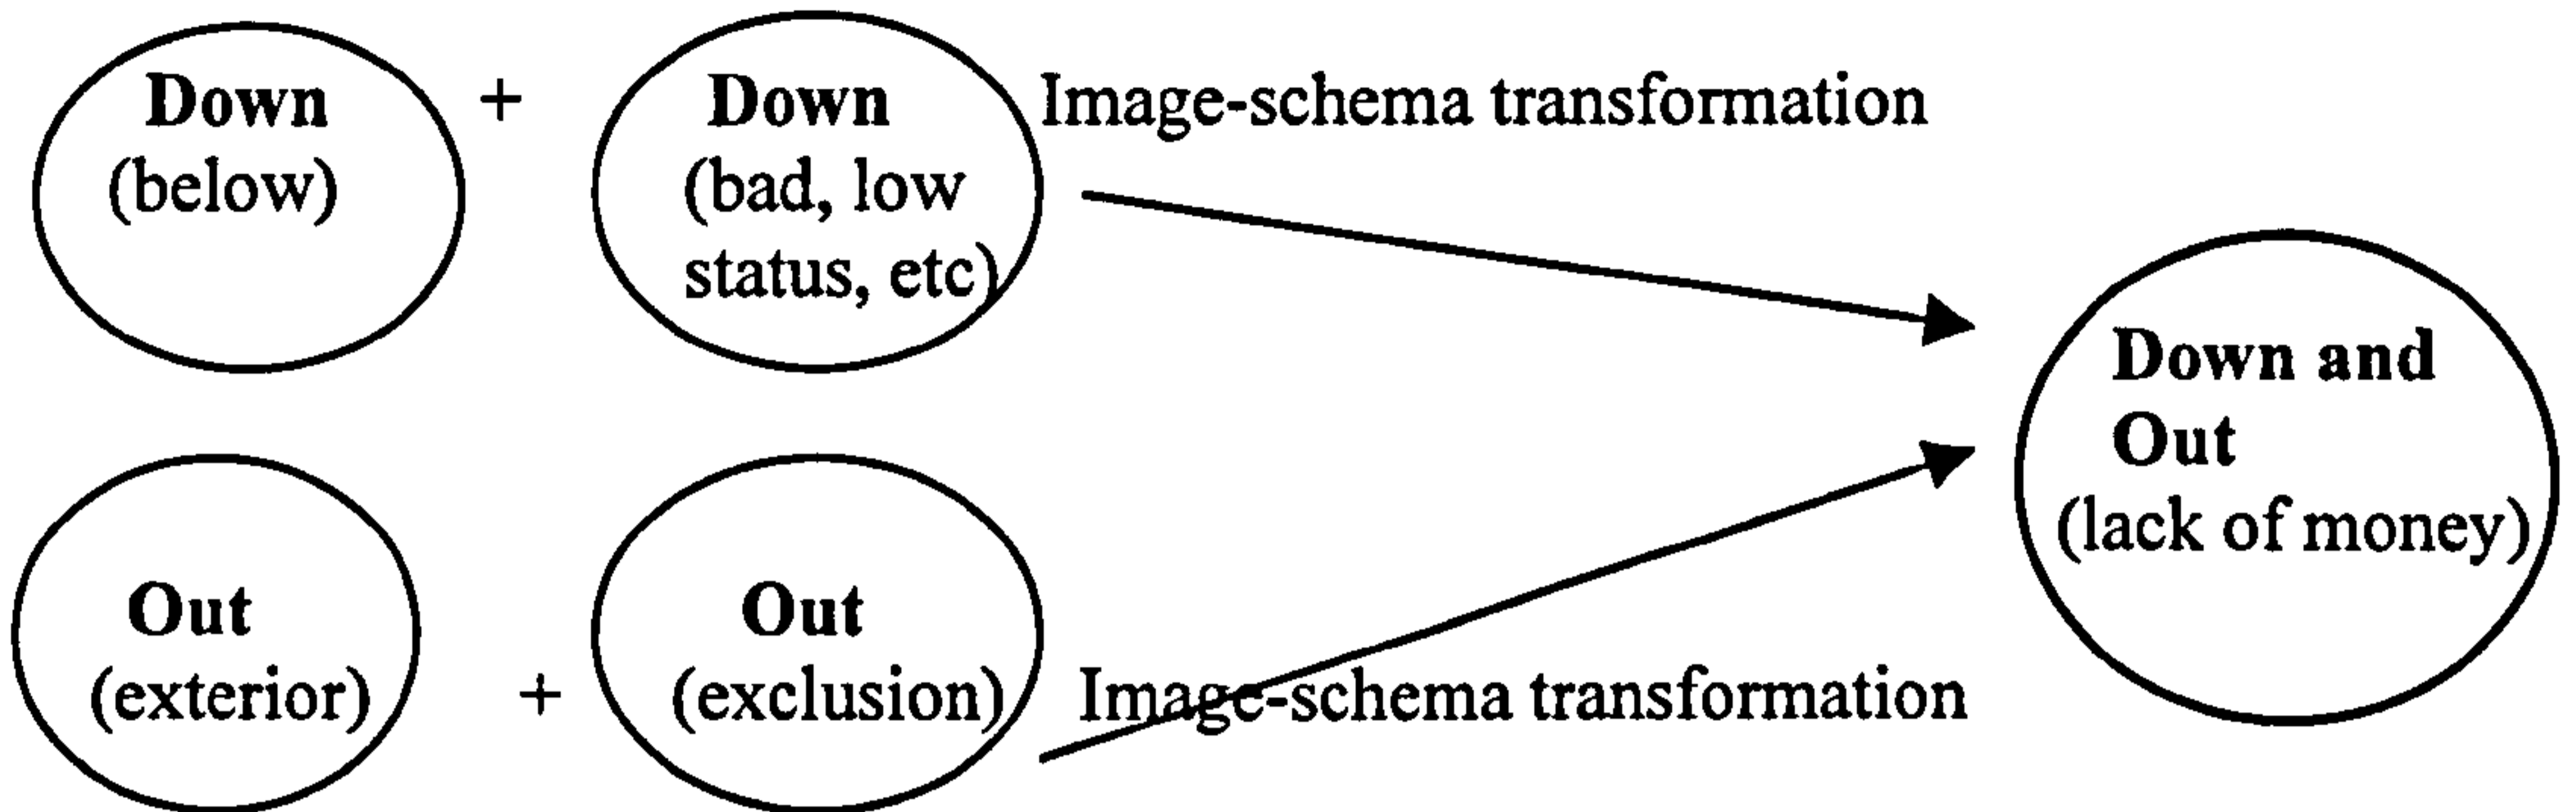 Down
(below)
+
Down
(bad, low
status, etc)
Image-schema transformation
Down and
Out
(lack of money)
Out
(exterior)
+
Out
(exclusion)
Image-schema transformation